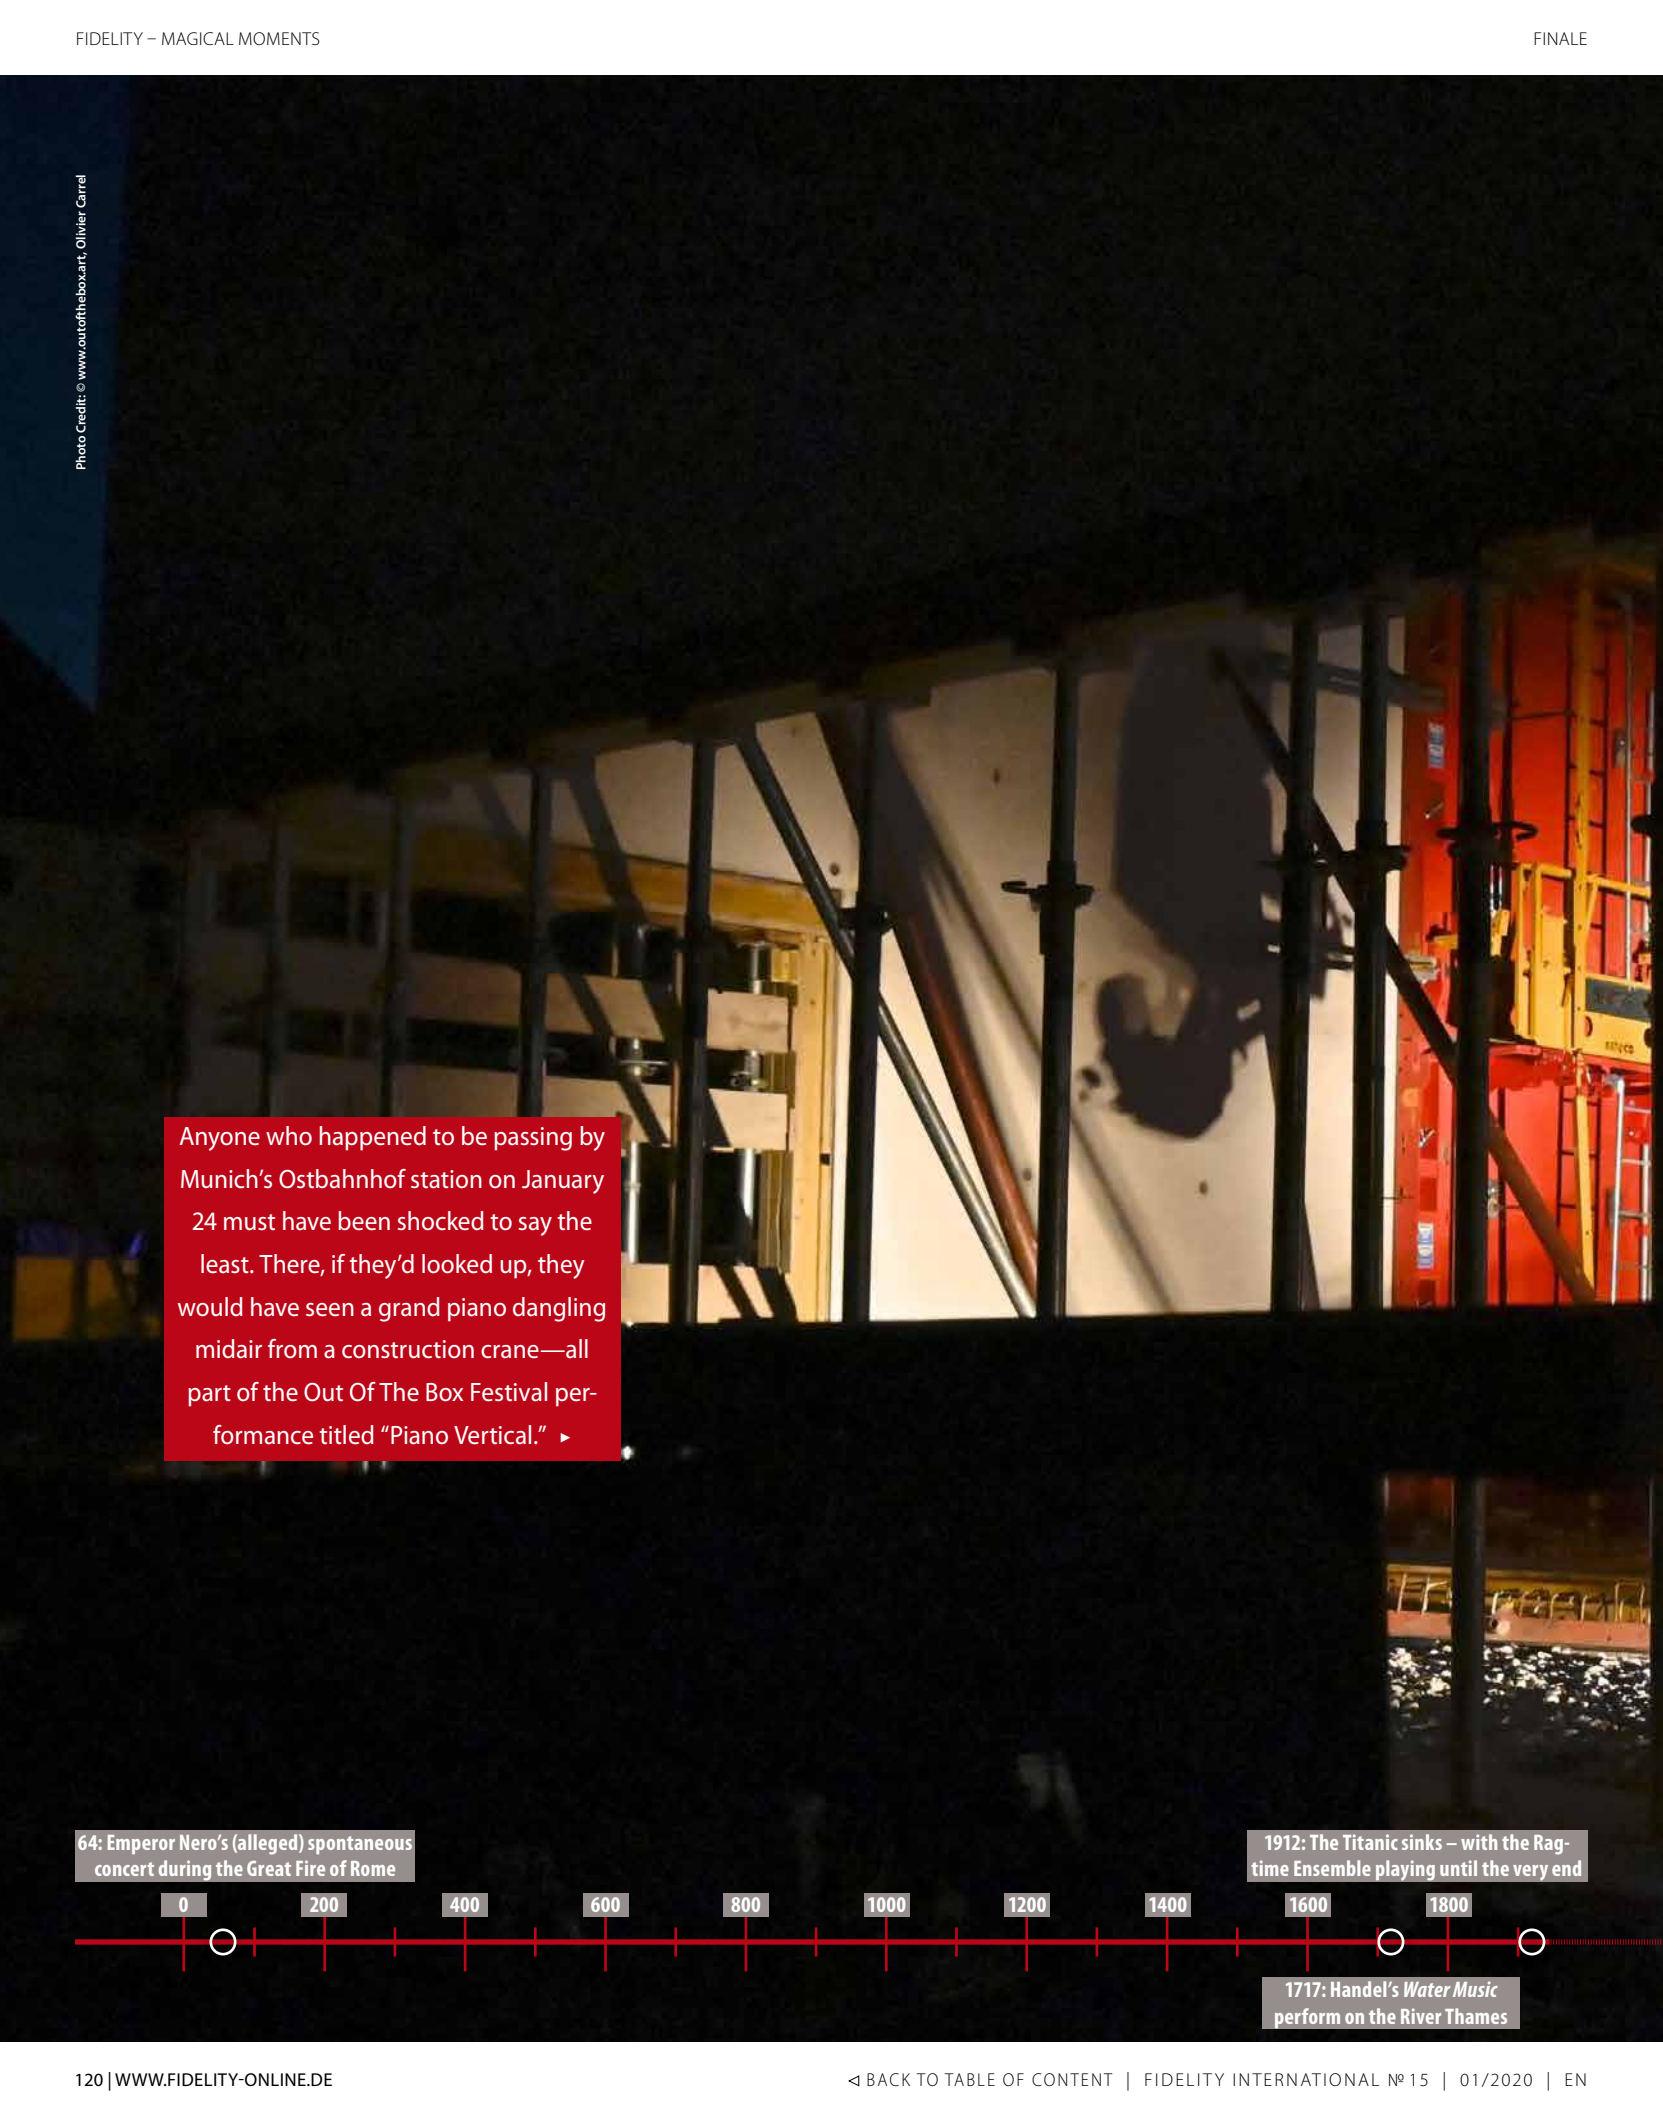 FIDELITY – MAGICAL MOMENTS
FINALE
Photo Credit: © www.outofthebox.art, Olivier Carrel
Anyone who happened to be passing by
Munich’s Ostbahnhof station on January
24 must have been shocked to say the
least. There, if they’d looked up, they
would have seen a grand piano dangling
midair from a construction crane—all
part of the Out Of The Box Festival per-
formance titled “Piano Vertical.” ▸
64: Emperor Nero’s (alleged) spontaneous
concert during the Great Fire of Rome
1912: The Titanic sinks – with the Rag-
time Ensemble playing until the very end
0 200 400 600 800 1000 1200 1400 1600 1800
1717: Handel’s Water Music
perform on the River Thames
120 | WWW.FIDELITY-ONLINE.DE
◅ BACK TO TABLE OF CONTENT | FIDELITY INTERNATIONAL № 15 | 01/2020 | EN